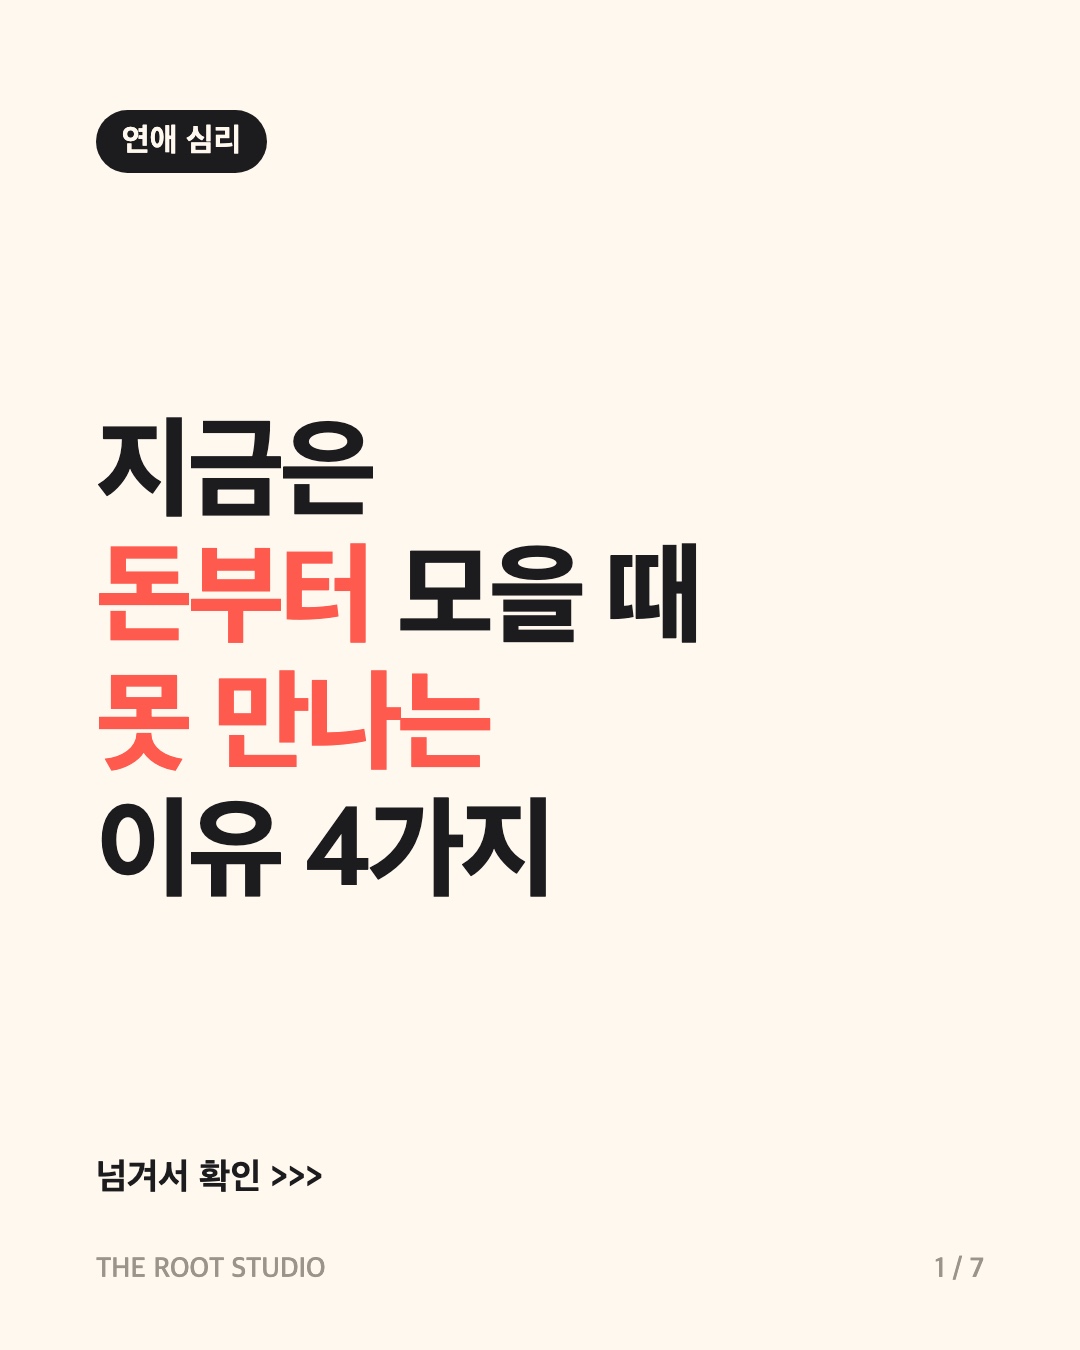 연애 심리
지금은
돈부터 모을 때
못 만나는
이유 4가지
넘겨서 확인 >>>
THE ROOT STUDIO
1 / 7